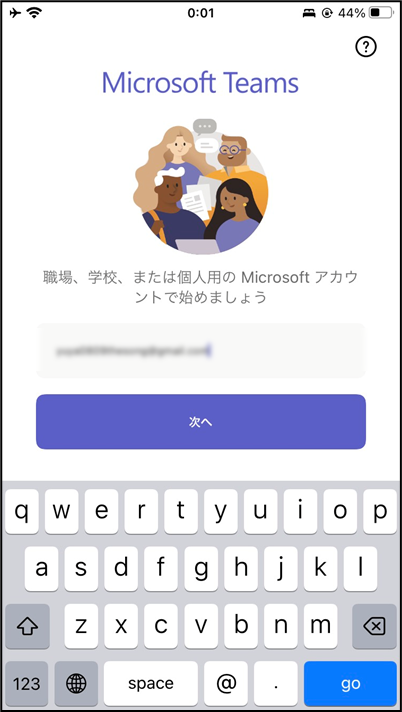 0:01
44%
?
Microsoft Teams
職場、学校、または個人用の Microsoft アカウ
ントで始めましょう
次へ
q w e r t y u i o p
a s d f g h j k l
z x c v b n m
123 space @ . go